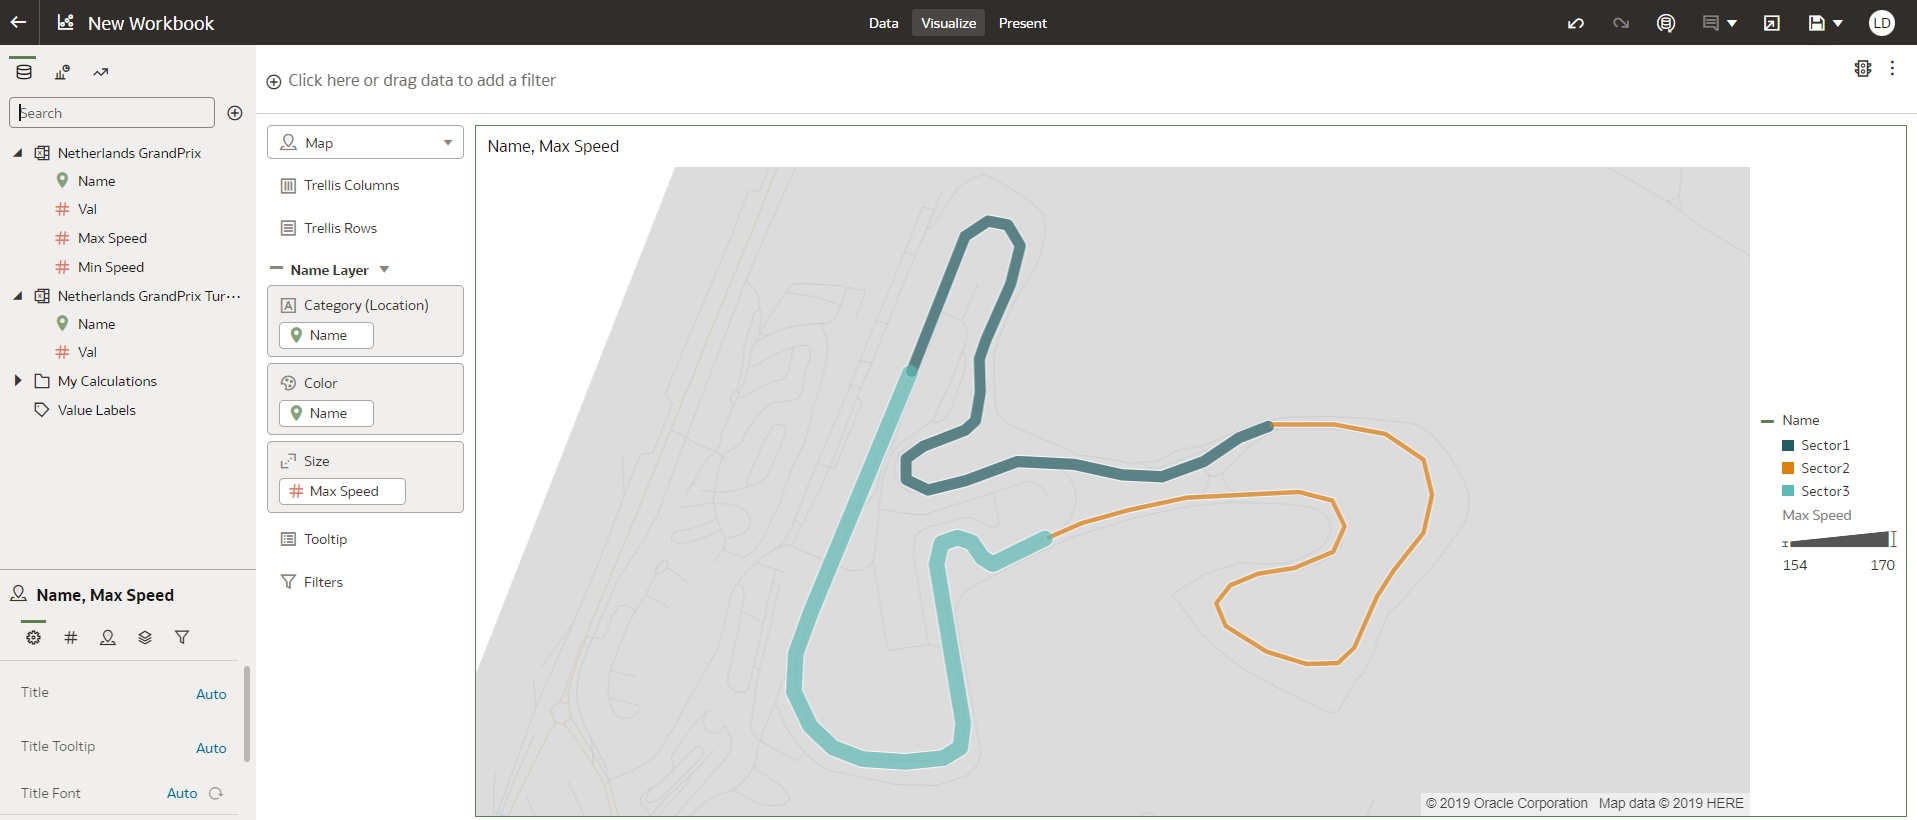 New Workbook
Data
Visualize
Present
LD
Search
Click here or drag data to add a filter
Netherlands GrandPrix
Name
Val
Max Speed
Min Speed
Netherlands GrandPrix Tur···
Name
Val
My Calculations
Value Labels
Map
Trellis Columns
Trellis Rows
Name Layer
Category (Location)
Name
Color
Name
Size
Max Speed
Tooltip
Filters
Name, Max Speed
Title
Auto
Title Tooltip
Auto
Title Font
Auto
Name, Max Speed
Name
Sector1
Sector2
Sector3
Max Speed
154 170
© 2019 Oracle Corporation Map data © 2019 HERE